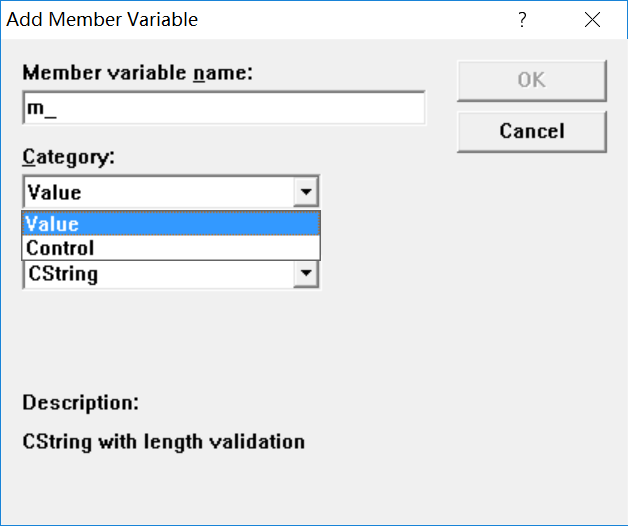 Add Member Variable
?
Member variable name:
OK
m_
Cancel
Category:
Value
Value
Control
CString
Description:
CString with length validation